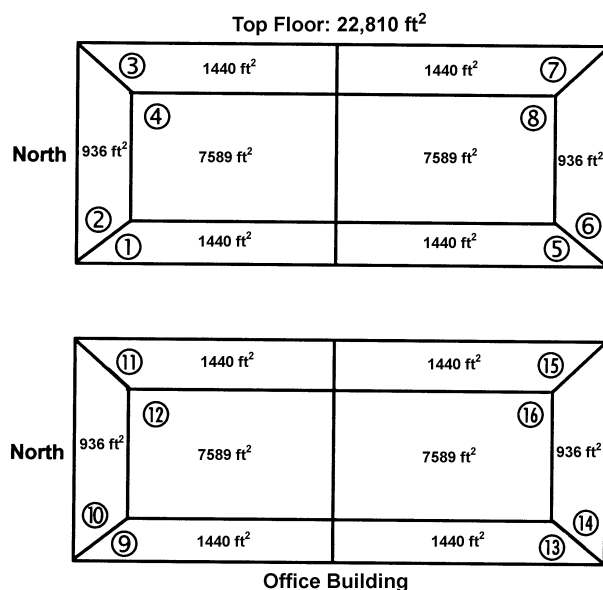 Top Floor: 22,810 ft²
③ 1440 ft² 1440 ft² ⑦
④ ⑧
North 936 ft² 7589 ft² 7589 ft² 936 ft²
② ⑥
① 1440 ft² 1440 ft² ⑤
⑪ 1440 ft² 1440 ft² ⑮
⑫ ⑯
North 936 ft² 7589 ft² 7589 ft² 936 ft²
⑩ ⑭
⑨ 1440 ft² 1440 ft² ⑬
Office Building